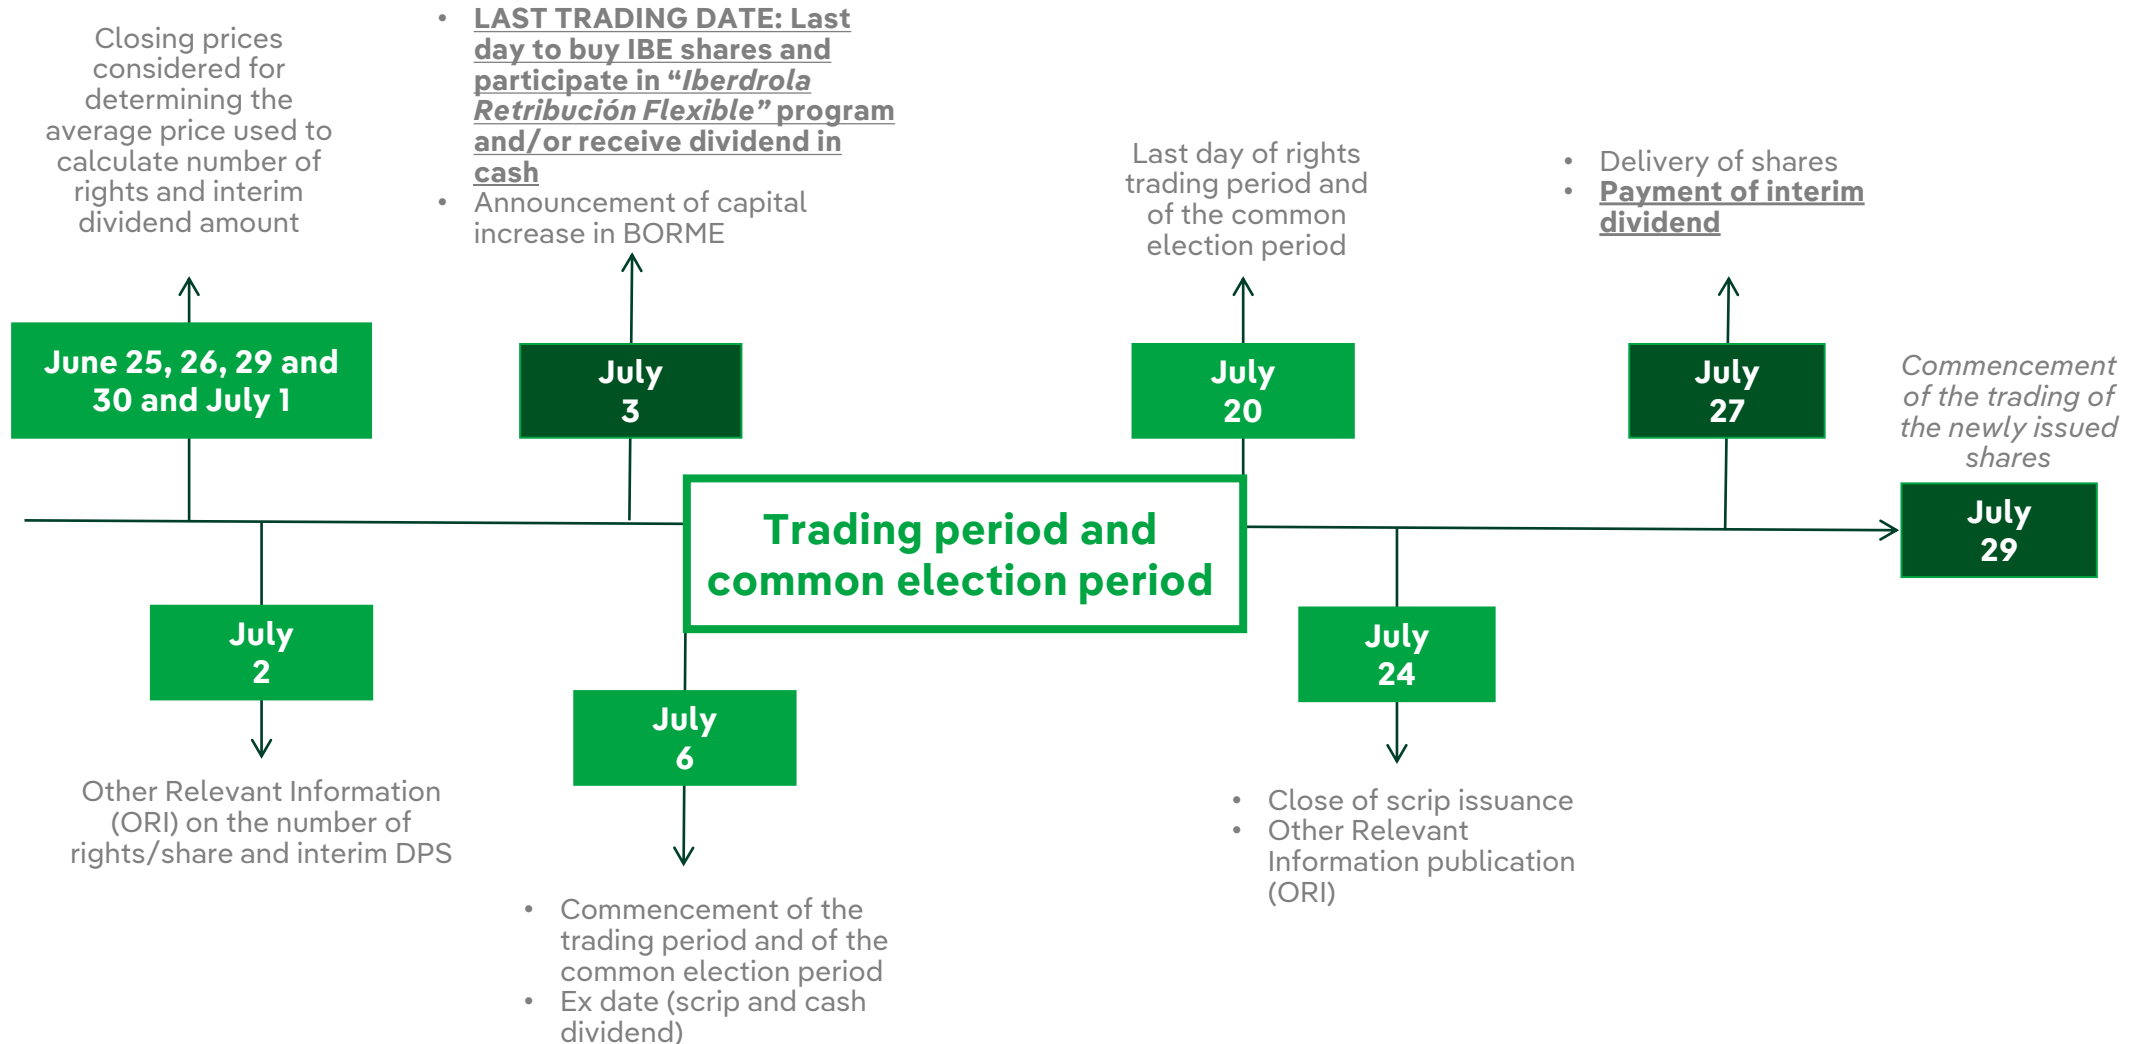 Closing prices
considered for
determining the
average price used to
calculate number of
rights and interim
dividend amount
• LAST TRADING DATE: Last
day to buy IBE shares and
participate in “Iberdrola
Retribución Flexible” program
and/or receive dividend in
cash
• Announcement of capital
increase in BORME
Last day of rights
trading period and
of the common
election period
• Delivery of shares
• Payment of interim
dividend
June 25, 26, 29 and
30 and July 1
July
3
July
20
July
27
Commencement
of the trading of
the newly issued
shares
July
29
Trading period and
common election period
July
2
July
6
July
24
Other Relevant Information
(ORI) on the number of
rights/share and interim DPS
• Commencement of the
trading period and of the
common election period
• Ex date (scrip and cash
dividend)
• Close of scrip issuance
• Other Relevant
Information publication
(ORI)